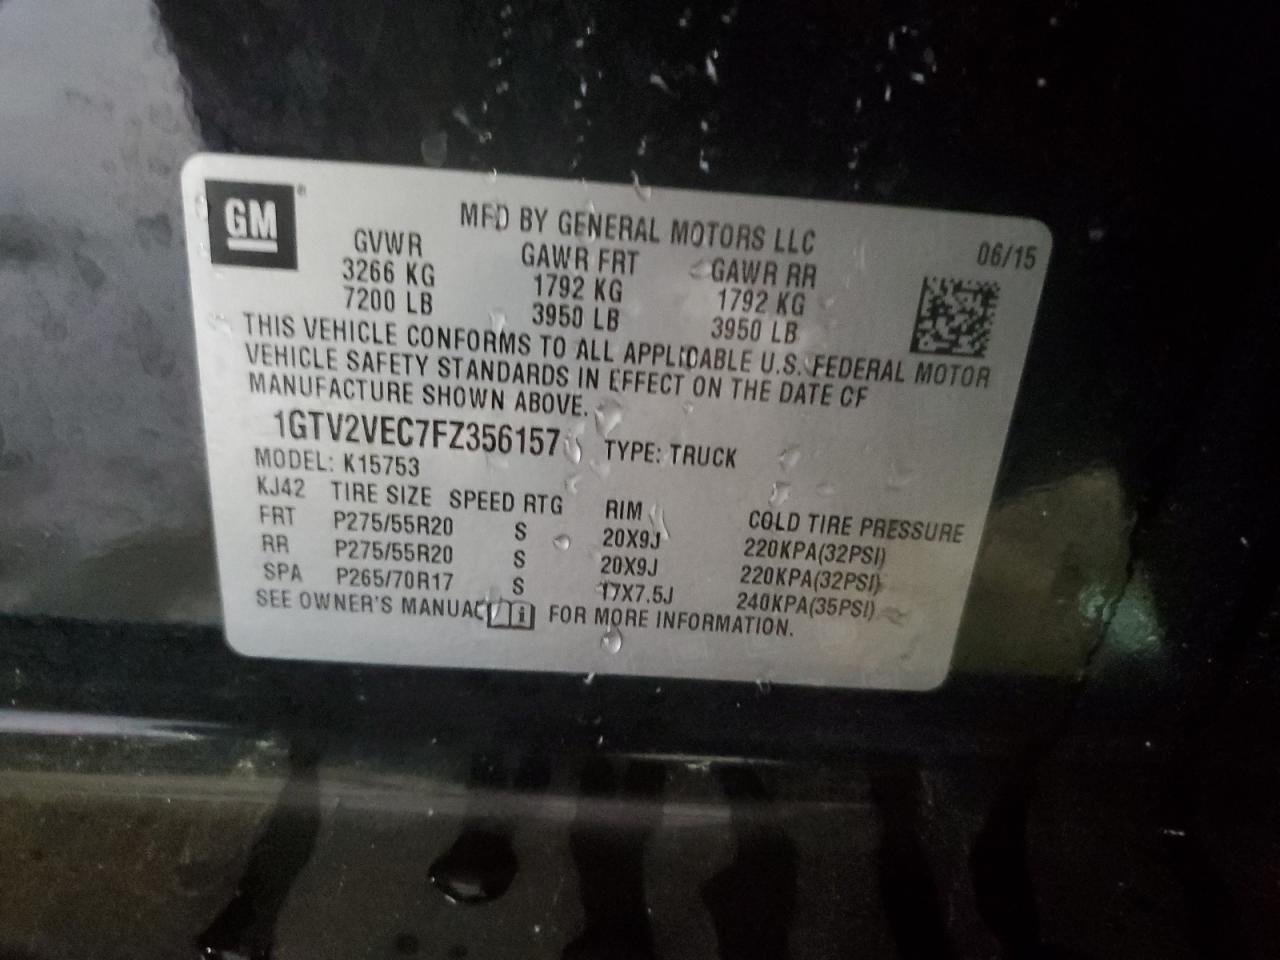 GM®
MFD BY GENERAL MOTORS LLC
06/15
GVWR GAWR FRT GAWR RR
3266 KG 1792 KG 1792 KG
7200 LB 3950 LB 3950 LB
THIS VEHICLE CONFORMS TO ALL APPLICABLE U.S. FEDERAL MOTOR
VEHICLE SAFETY STANDARDS IN EFFECT ON THE DATE OF
MANUFACTURE SHOWN ABOVE.
1GTV2VEC7FZ356157 TYPE: TRUCK
MODEL: K15753
KJ42 TIRE SIZE SPEED RTG RIM COLD TIRE PRESSURE
FRT P275/55R20 S 20X9J 220KPA(32PSI)
RR P275/55R20 S 20X9J 220KPA(32PSI)
SPA P265/70R17 S 17X7.5J 240KPA(35PSI)
SEE OWNER'S MANUAL i FOR MORE INFORMATION.